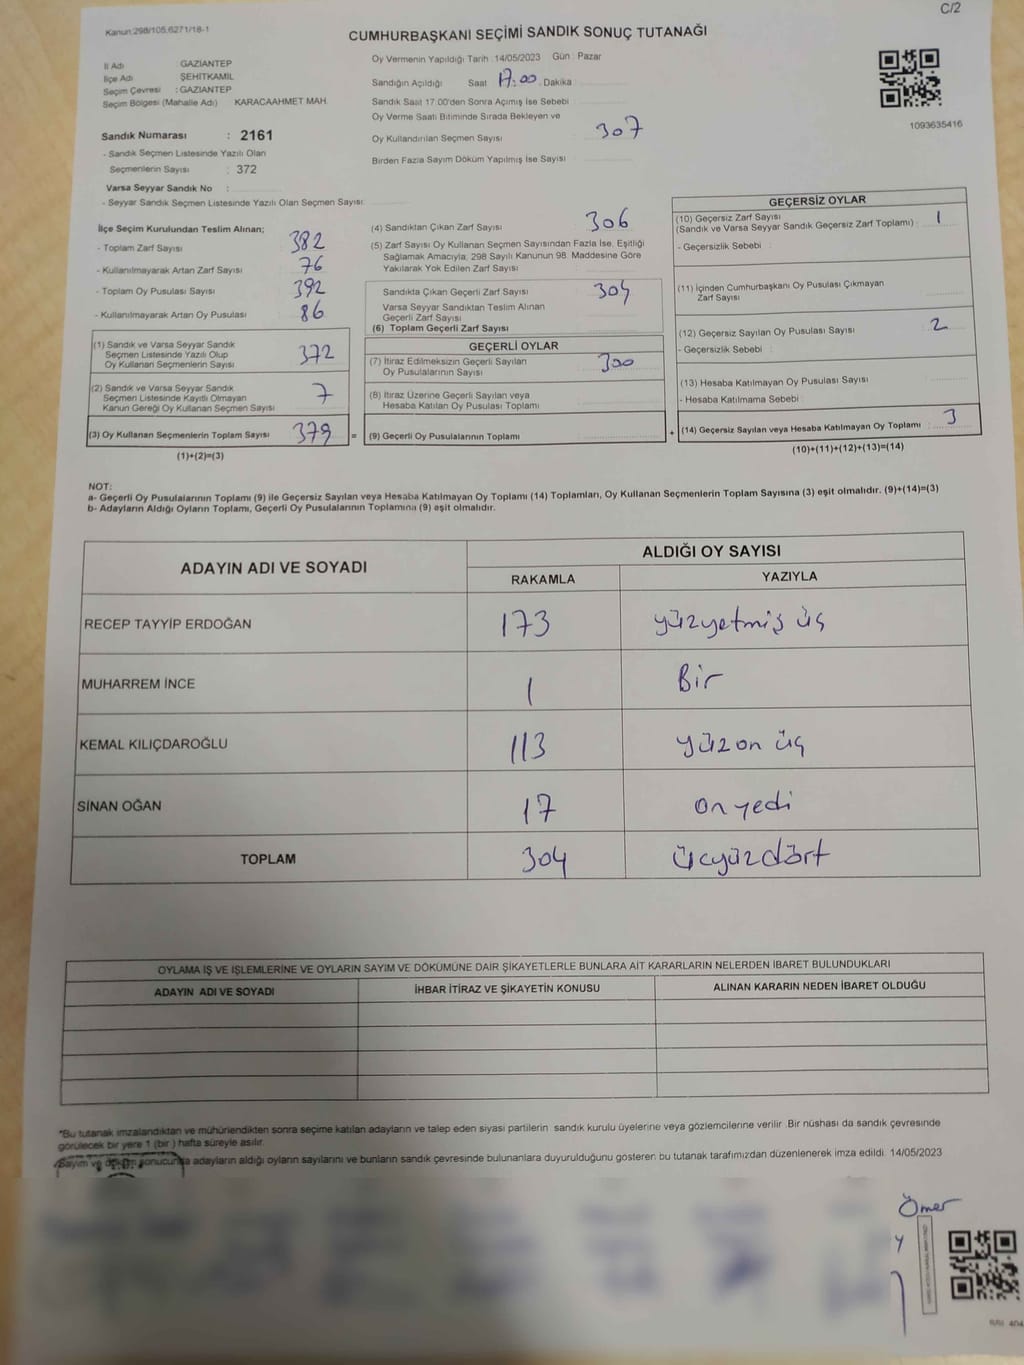 C/2
Kanun:298/105,6271/18-1
CUMHURBAŞKANI SEÇİMİ SANDIK SONUÇ TUTANAĞI
İl Adı GAZİANTEP
İlçe Adı ŞEHİTKAMİL
Seçim Çevresi : GAZİANTEP
Seçim Bölgesi (Mahalle Adı) KARACAAHMET MAH.
Sandık Numarası : 2161
- Sandık Seçmen Listesinde Yazılı Olan
Seçmenlerin Sayısı : 372
Varsa Seyyar Sandık No :
- Seyyar Sandık Seçmen Listesinde Yazılı Olan Seçmen Sayısı:
Oy Vermenin Yapıldığı Tarih : 14/05/2023 Gün : Pazar
Sandığın Açıldığı Saat 17:00 Dakika
Sandık Saat 17:00'den Sonra Açımış İse Sebebi
Oy Verme Saati Bitiminde Sırada Bekleyen ve
Oy Kullandırılan Seçmen Sayısı 307
Birden Fazla Sayım Döküm Yapılmış İse Sayısı
1093635416
İlçe Seçim Kurulundan Teslim Alınan;
- Toplam Zarf Sayısı 382
- Kullanılmayarak Artan Zarf Sayısı 76
- Toplam Oy Pusulası Sayısı 392
- Kullanılmayarak Artan Oy Pusulası 86
(1) Sandık ve Varsa Seyyar Sandık
Seçmen Listesinde Yazılı Olup
Oy Kullanan Seçmenlerin Sayısı 372
(2) Sandık ve Varsa Seyyar Sandık
Seçmen Listesinde Kayıtlı Olmayan
Kanun Gereği Oy Kullanan Seçmen Sayısı 7
(3) Oy Kullanan Seçmenlerin Toplam Sayısı 379 =
(1)+(2)=(3)
(4) Sandıktan Çıkan Zarf Sayısı 306
(5) Zarf Sayısı Oy Kullanan Seçmen Sayısından Fazla İse, Eşitliği
Sağlamak Amacıyla, 298 Sayılı Kanunun 98. Maddesine Göre
Yakılarak Yok Edilen Zarf Sayısı
Sandıkta Çıkan Geçerli Zarf Sayısı 304
Varsa Seyyar Sandıktan Teslim Alınan
Geçerli Zarf Sayısı
(6) Toplam Geçerli Zarf Sayısı
GEÇERLİ OYLAR
(7) İtiraz Edilmeksizin Geçerli Sayılan
Oy Pusulalarının Sayısı 300
(8) İtiraz Üzerine Geçerli Sayılan veya
Hesaba Katılan Oy Pusulası Toplamı
(9) Geçerli Oy Pusulalarının Toplamı +
GEÇERSİZ OYLAR
(10) Geçersiz Zarf Sayısı
(Sandık ve Varsa Seyyar Sandık Geçersiz Zarf Toplamı) : 1
- Geçersizlik Sebebi :
(11) İçinden Cumhurbaşkanı Oy Pusulası Çıkmayan
Zarf Sayısı
(12) Geçersiz Sayılan Oy Pusulası Sayısı 2
- Geçersizlik Sebebi :
(13) Hesaba Katılmayan Oy Pusulası Sayısı
- Hesaba Katılmama Sebebi :
(14) Geçersiz Sayılan veya Hesaba Katılmayan Oy Toplamı : 3
(10)+(11)+(12)+(13)=(14)
NOT:
a- Geçerli Oy Pusulalarının Toplamı (9) ile Geçersiz Sayılan veya Hesaba Katılmayan Oy Toplamı (14) Toplamları, Oy Kullanan Seçmenlerin Toplam Sayısına (3) eşit olmalıdır. (9)+(14)=(3)
b- Adayların Aldığı Oyların Toplamı, Geçerli Oy Pusulalarının Toplamına (9) eşit olmalıdır.
ADAYIN ADI VE SOYADI
ALDIĞI OY SAYISI
RAKAMLA YAZIYLA
RECEP TAYYİP ERDOĞAN 173 yüzyetmiş üç
MUHARREM İNCE 1 Bir
KEMAL KILIÇDAROĞLU 113 yüz on üç
SİNAN OĞAN 17 on yedi
TOPLAM 304 üçyüzdört
OYLAMA İŞ VE İŞLEMLERİNE VE OYLARIN SAYIM VE DÖKÜMÜNE DAİR ŞİKAYETLERLE BUNLARA AİT KARARLARIN NELERDEN İBARET BULUNDUKLARI
ADAYIN ADI VE SOYADI İHBAR İTİRAZ VE ŞİKAYETİN KONUSU ALINAN KARARIN NEDEN İBARET OLDUĞU
*Bu tutanak imzalandıktan ve mühürlendikten sonra seçime katılan adayların ve talep eden siyasi partilerin sandık kurulu üyelerine veya gözlemcilerine verilir. Bir nüshası da sandık çevresinde
görülecek bir yere 1 (bir) hafta süreyle asılır.
Sayım ve döküm sonucunda adayların aldığı oyların sayılarını ve bunların sandık çevresinde bulunanlara duyurulduğunu gösteren bu tutanak tarafımızdan düzenlenerek imza edildi. 14/05/2023
Ömer